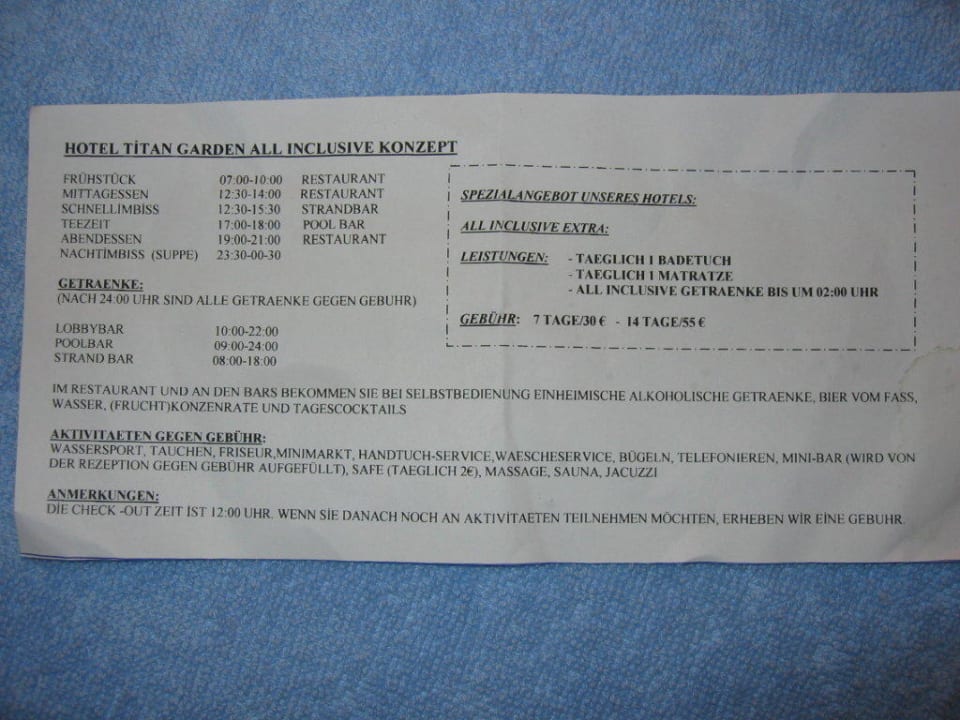 HOTEL TİTAN GARDEN ALL INCLUSIVE KONZEPT
FRÜHSTÜCK 07:00-10:00 RESTAURANT
MITTAGESSEN 12:30-14:00 RESTAURANT
SCHNELLİMBİSS 12:30-15:30 STRANDBAR
TEEZEIT 17:00-18:00 POOL BAR
ABENDESSEN 19:00-21:00 RESTAURANT
NACHTİMBISS (SUPPE) 23:30-00-30
GETRAENKE:
(NACH 24:00 UHR SIND ALLE GETRAENKE GEGEN GEBUHR)
LOBBYBAR 10:00-22:00
POOLBAR 09:00-24:00
STRAND BAR 08:00-18:00
SPEZIALANGEBOT UNSERES HOTELS:
ALL INCLUSIVE EXTRA:
LEISTUNGEN: - TAEGLICH 1 BADETUCH
- TAEGLICH 1 MATRATZE
- ALL INCLUSIVE GETRAENKE BIS UM 02:00 UHR
GEBÜHR: 7 TAGE/30 € - 14 TAGE/55 €
IM RESTAURANT UND AN DEN BARS BEKOMMEN SIE BEI SELBSTBEDIENUNG EINHEIMISCHE ALKOHOLISCHE GETRAENKE, BIER VOM FASS,
WASSER, (FRUCHT)KONZENRATE UND TAGESCOCKTAILS
AKTIVITAETEN GEGEN GEBÜHR:
WASSERSPORT, TAUCHEN, FRISEUR,MINIMARKT, HANDTUCH-SERVICE,WAESCHESERVICE, BÜGELN, TELEFONIEREN, MINI-BAR (WIRD VON
DER REZEPTION GEGEN GEBÜHR AUFGEFÜLLT), SAFE (TAEGLICH 2€), MASSAGE, SAUNA, JACUZZI
ANMERKUNGEN:
DIE CHECK -OUT ZEIT IST 12:00 UHR. WENN SIE DANACH NOCH AN AKTIVİTAETEN TEILNEHMEN MÖCHTEN, ERHEBEN WIR EINE GEBUHR.